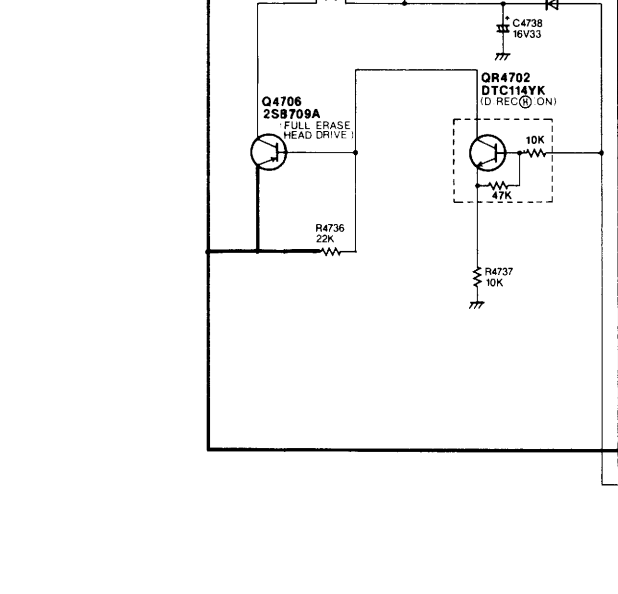 +
C4738
16V33
QR4702
DTC114YK
(D REC Ⓗ ON)
Q4706
2SB709A
(FULL ERASE
HEAD DRIVE)
10K
47K
R4736
22K
R4737
10K